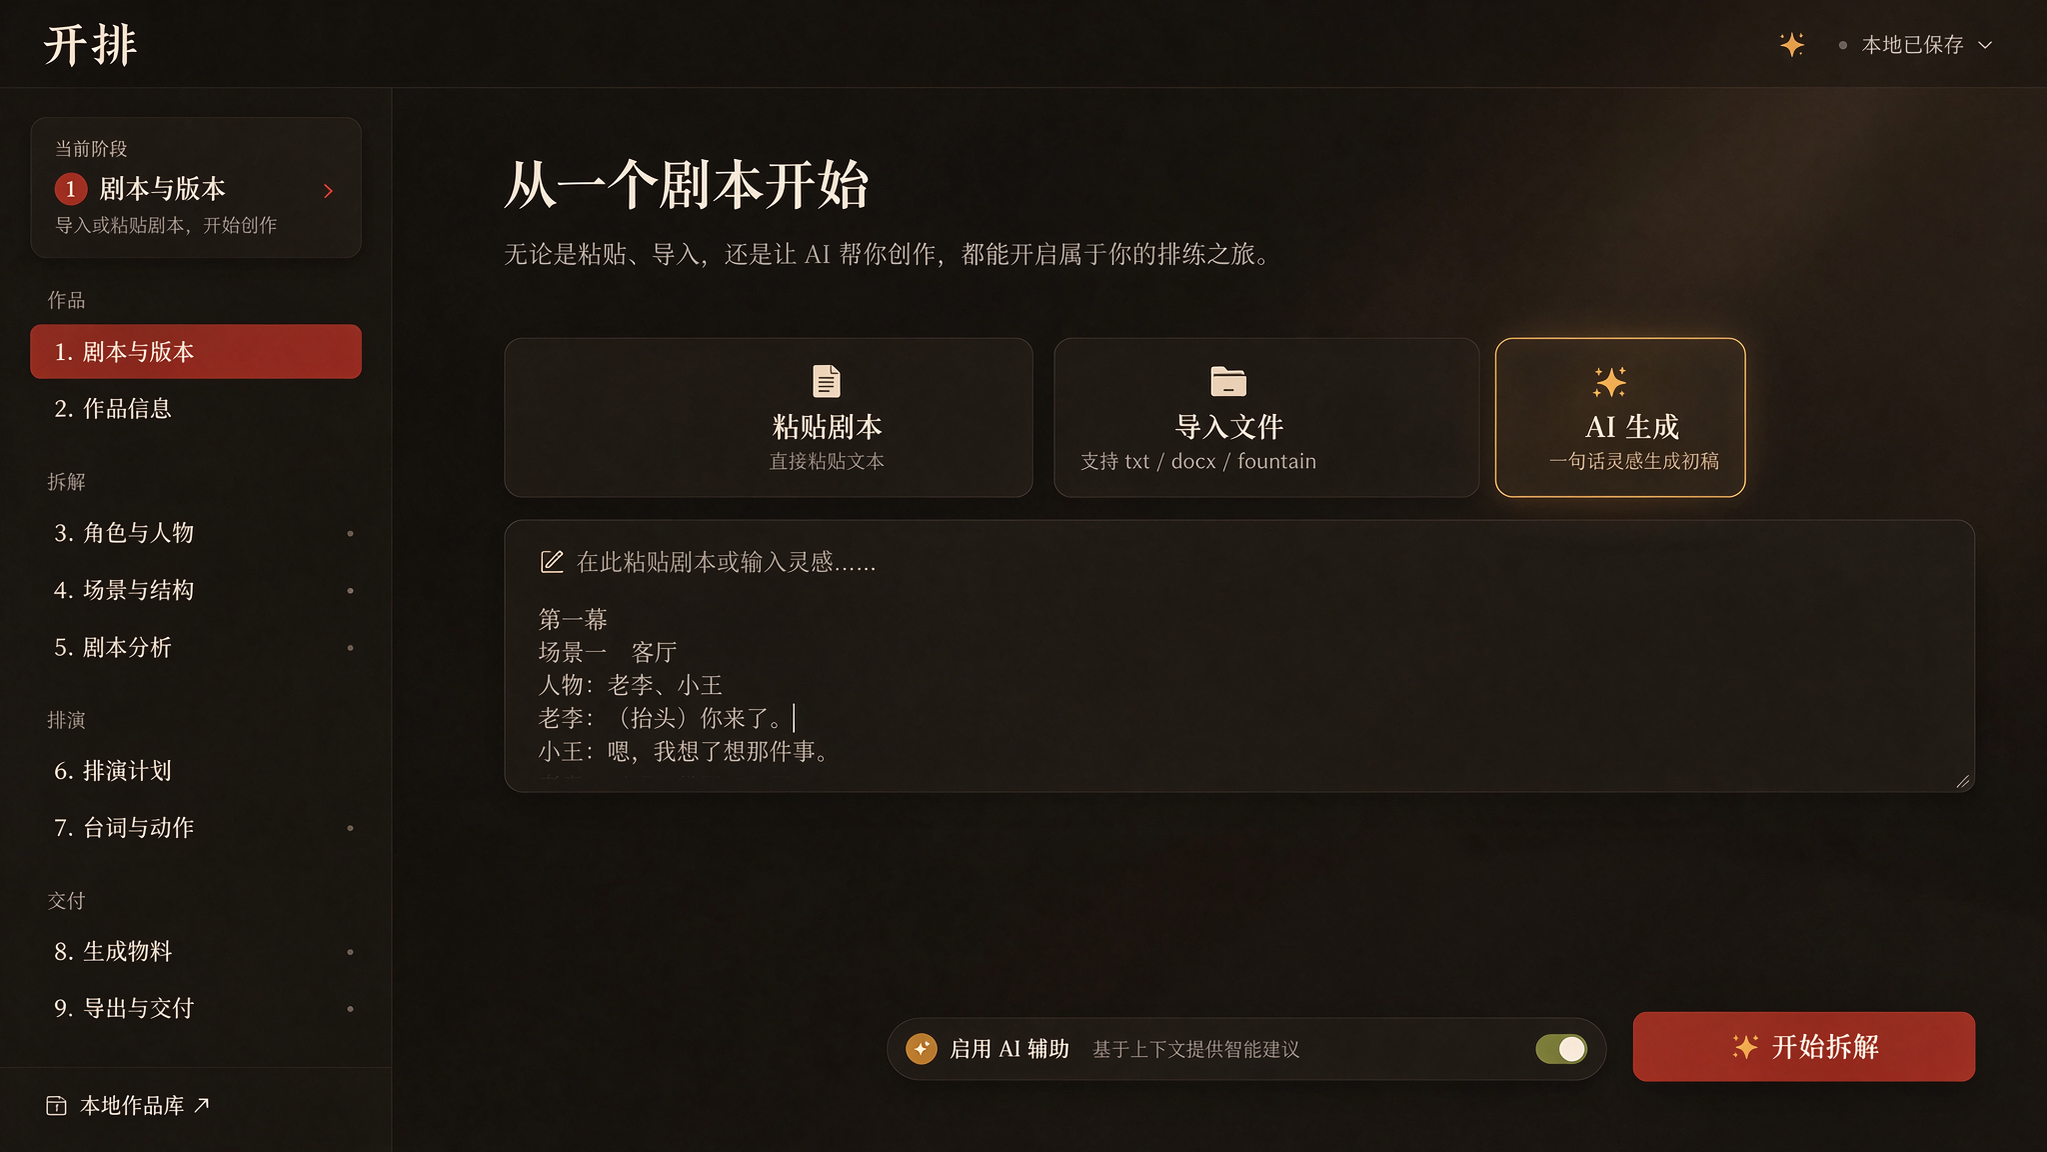 开排
本地已保存
当前阶段
1 剧本与版本
导入或粘贴剧本，开始创作
作品
1. 剧本与版本
2. 作品信息
拆解
3. 角色与人物
4. 场景与结构
5. 剧本分析
排演
6. 排演计划
7. 台词与动作
交付
8. 生成物料
9. 导出与交付
本地作品库
从一个剧本开始
无论是粘贴、导入，还是让 AI 帮你创作，都能开启属于你的排练之旅。
粘贴剧本
直接粘贴文本
导入文件
支持 txt / docx / fountain
AI 生成
一句话灵感生成初稿
在此粘贴剧本或输入灵感……
第一幕
场景一　客厅
人物：老李、小王
老李：（抬头）你来了。
小王：嗯，我想了想那件事。
启用 AI 辅助 基于上下文提供智能建议
开始拆解